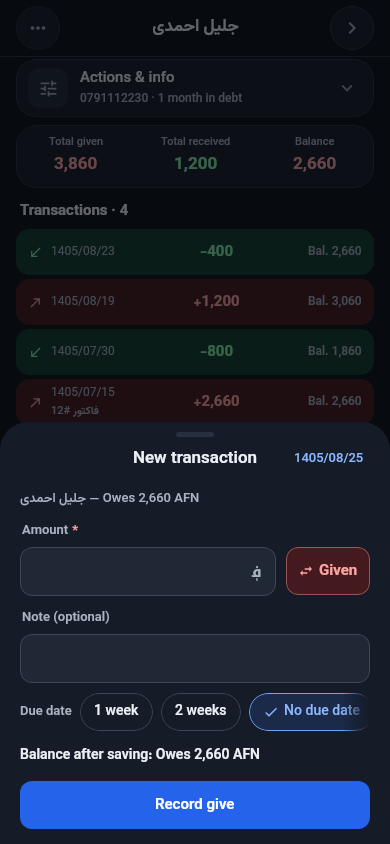 جلیل احمدی
Actions & info
0791112230 · 1 month in debt
Total given Total received Balance
3,860 1,200 2,660
Transactions · 4
1405/08/23 −400 Bal. 2,660
1405/08/19 +1,200 Bal. 3,060
1405/07/30 −800 Bal. 1,860
1405/07/15 +2,660 Bal. 2,660
فاکتور #12
New transaction 1405/08/25
جلیل احمدی — Owes 2,660 AFN
Amount *
؋ Given
Note (optional)
Due date 1 week 2 weeks No due date
Balance after saving: Owes 2,660 AFN
Record give